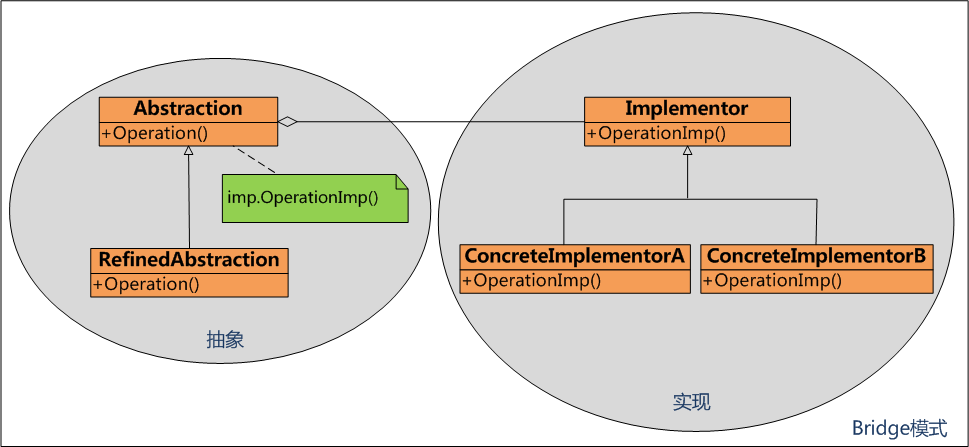 Abstraction
+Operation()
imp.OperationImp()
RefinedAbstraction
+Operation()
抽象
Implementor
+OperationImp()
ConcreteImplementorA
+OperationImp()
ConcreteImplementorB
+OperationImp()
实现
Bridge模式